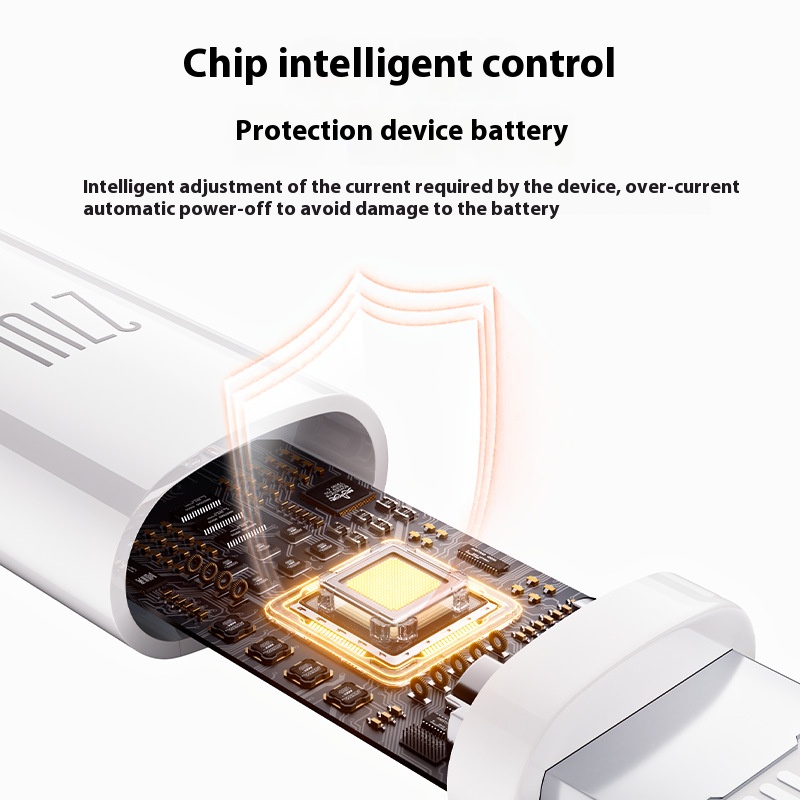 Chip intelligent control
Protection device battery
Intelligent adjustment of the current required by the device, over-current
automatic power-off to avoid damage to the battery